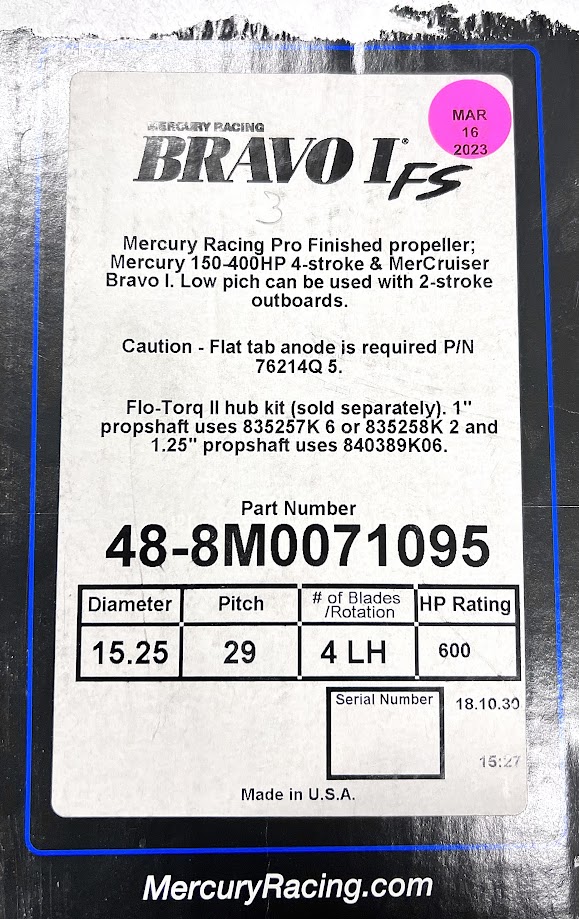 MERCURY RACING
BRAVO I® FS
MAR
16
2023
3
Mercury Racing Pro Finished propeller;
Mercury 150-400HP 4-stroke & MerCruiser
Bravo I. Low pich can be used with 2-stroke
outboards.
Caution - Flat tab anode is required P/N
76214Q 5.
Flo-Torq II hub kit (sold separately). 1"
propshaft uses 835257K 6 or 835258K 2 and
1.25" propshaft uses 840389K06.
Part Number
48-8M0071095
Diameter Pitch # of Blades /Rotation HP Rating
15.25 29 4 LH 600
Serial Number 18.10.30
15:27
Made in U.S.A.
MercuryRacing.com